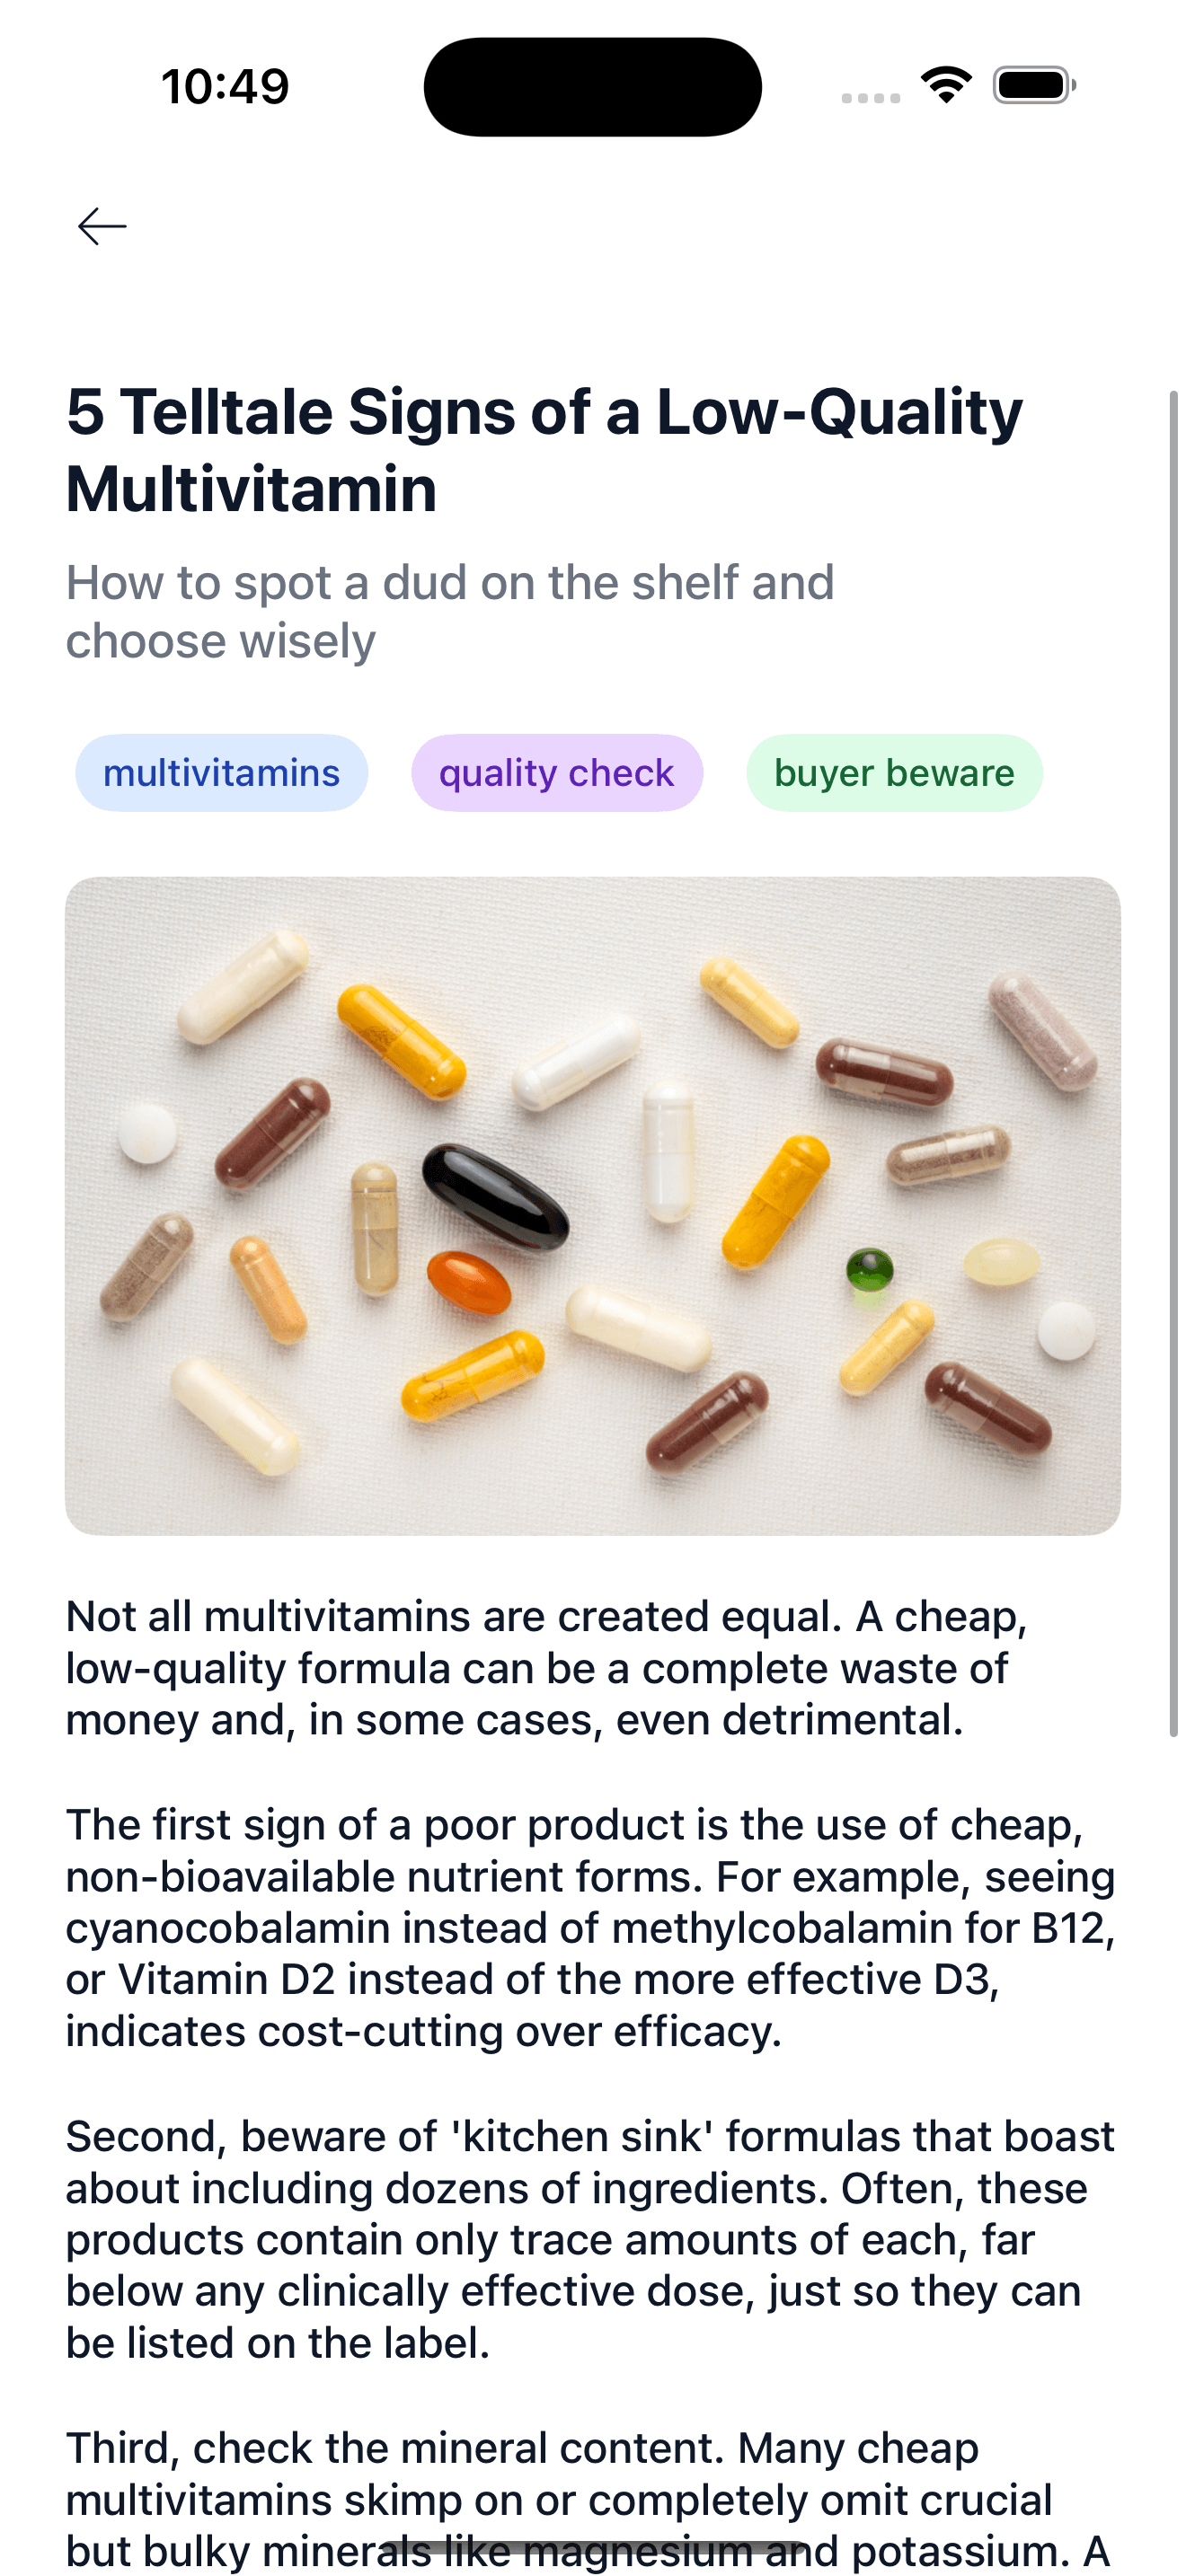 10:49
5 Telltale Signs of a Low-Quality
Multivitamin
How to spot a dud on the shelf and
choose wisely
multivitamins
quality check
buyer beware
Not all multivitamins are created equal. A cheap,
low-quality formula can be a complete waste of
money and, in some cases, even detrimental.
The first sign of a poor product is the use of cheap,
non-bioavailable nutrient forms. For example, seeing
cyanocobalamin instead of methylcobalamin for B12,
or Vitamin D2 instead of the more effective D3,
indicates cost-cutting over efficacy.
Second, beware of 'kitchen sink' formulas that boast
about including dozens of ingredients. Often, these
products contain only trace amounts of each, far
below any clinically effective dose, just so they can
be listed on the label.
Third, check the mineral content. Many cheap
multivitamins skimp on or completely omit crucial
but bulky minerals like magnesium and potassium. A